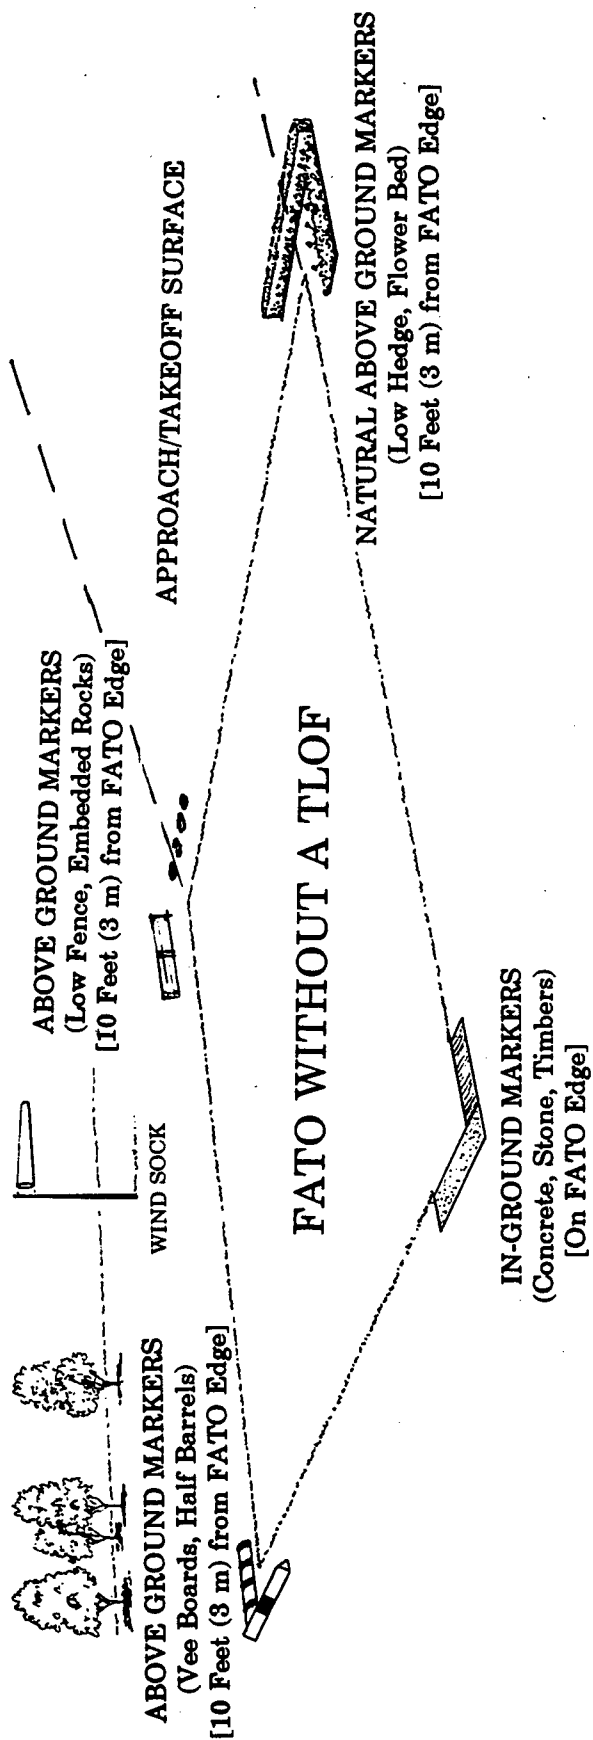 ABOVE GROUND MARKERS
(Vee Boards, Half Barrels)
[10 Feet (3 m) from FATO Edge]
WIND SOCK
ABOVE GROUND MARKERS
(Low Fence, Embedded Rocks)
[10 Feet (3 m) from FATO Edge]
APPROACH/TAKEOFF SURFACE
FATO WITHOUT A TLOF
IN-GROUND MARKERS
(Concrete, Stone, Timbers)
[On FATO Edge]
NATURAL ABOVE GROUND MARKERS
(Low Hedge, Flower Bed)
[10 Feet (3 m) from FATO Edge]